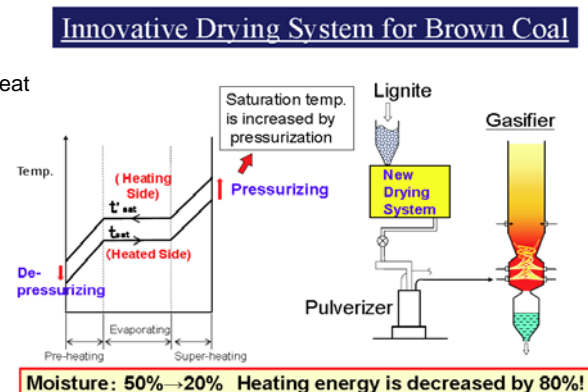 Innovative Drying System for Brown Coal
eat
Saturation temp.
is increased by
pressurization
Temp.
(Heating
Side)
t'sat
Pressurizing
tsat
(Heated Side)
De-
pressurizing
Evaporating
Pre-heating
Super-heating
Lignite
New
Drying
System
Pulverizer
Gasifier
Moisture: 50%→20% Heating energy is decreased by 80%!